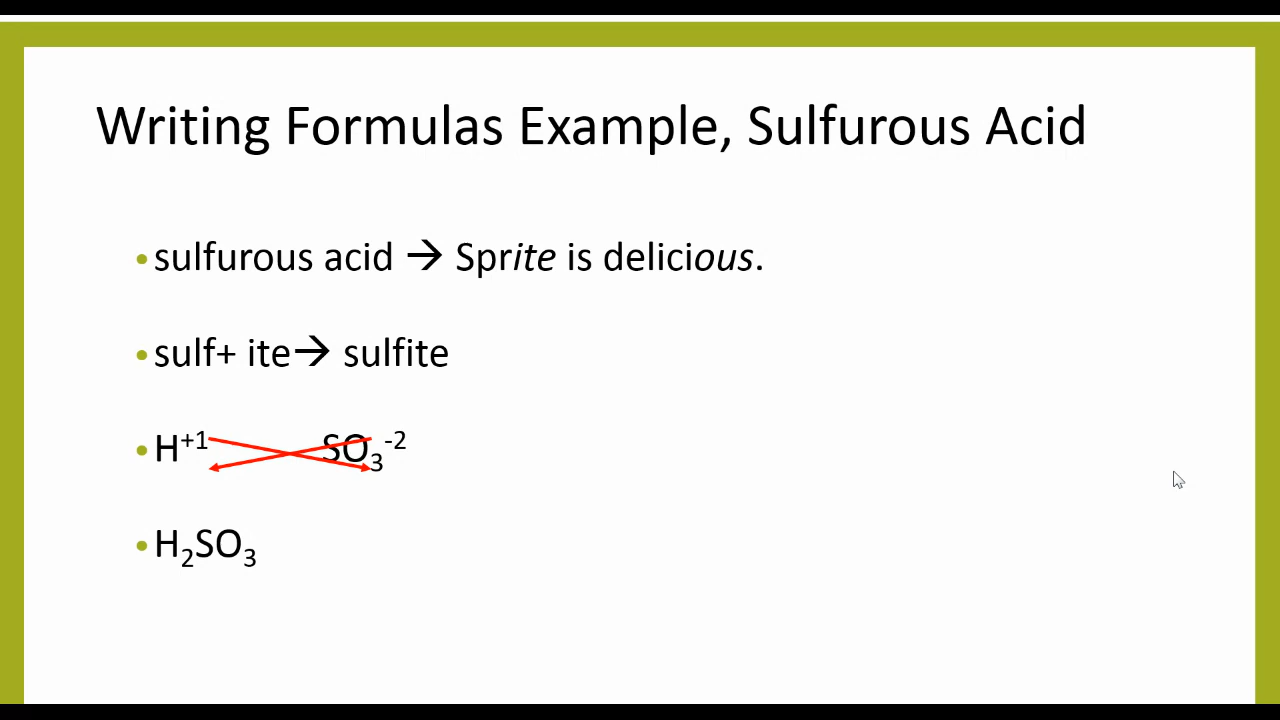 Writing Formulas Example, Sulfurous Acid
•sulfurous acid → Sprite is delicious.
•sulf+ ite→ sulfite
•H⁺¹ SO₃⁻²
•H₂SO₃